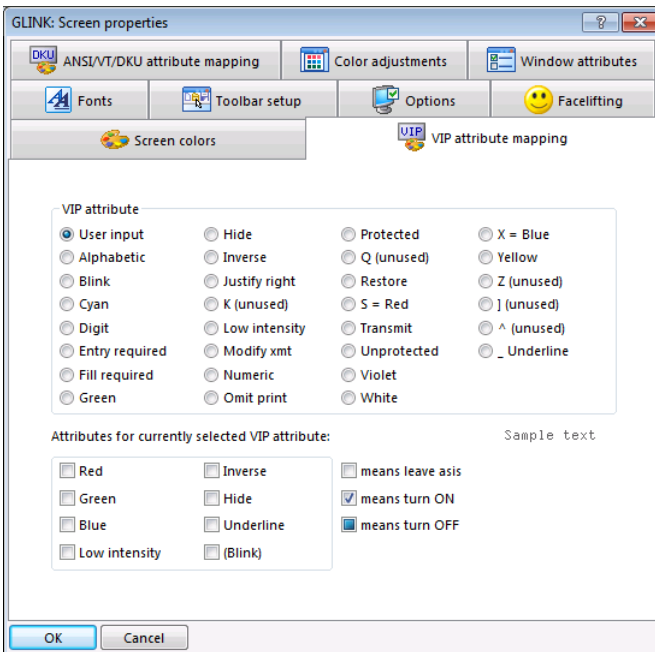 GLINK: Screen properties
DKU ANSI/VT/DKU attribute mapping
Color adjustments
Window attributes
Fonts
Toolbar setup
Options
Facelifting
Screen colors
VIP VIP attribute mapping
VIP attribute
User input Hide Protected X = Blue
Alphabetic Inverse Q (unused) Yellow
Blink Justify right Restore Z (unused)
Cyan K (unused) S = Red ] (unused)
Digit Low intensity Transmit ^ (unused)
Entry required Modify xmt Unprotected _ Underline
Fill required Numeric Violet
Green Omit print White
Attributes for currently selected VIP attribute: Sample text
Red Inverse means leave asis
Green Hide means turn ON
Blue Underline means turn OFF
Low intensity (Blink)
OK Cancel